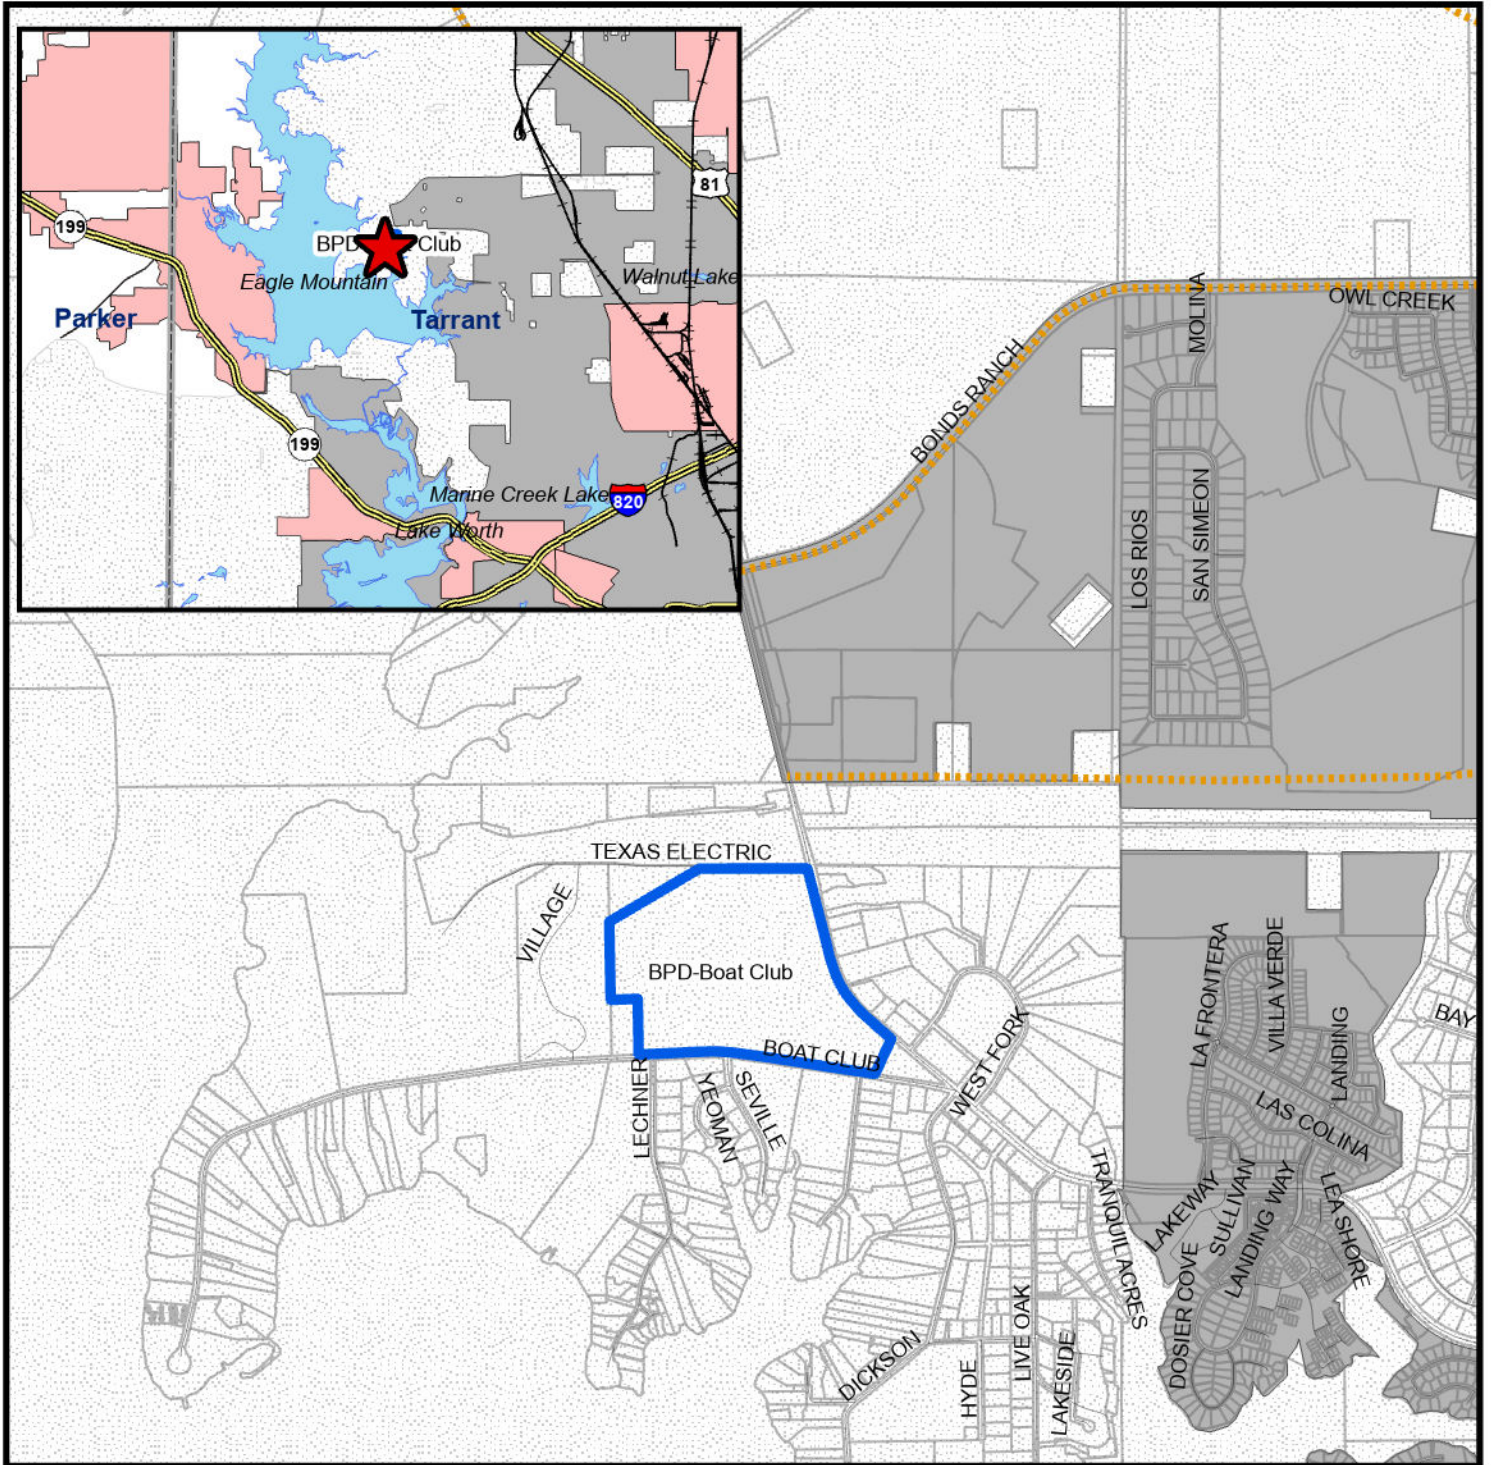 81
199
BPD
Club
Eagle Mountain
Walnut Lake
Parker
Tarrant
199
Marine Creek Lake
820
Lake Worth
MOLINA
OWL CREEK
BONDS RANCH
LOS RIOS
SAN SIMEON
TEXAS ELECTRIC
VILLAGE
BPD-Boat Club
BOAT CLUB
WEST FORK
LA FRONTERA
VILLA VERDE
LANDING
BAY
LAS COLINA
LECHNER
YEOMAN
SEVILLE
TRANQUIL ACRES
LAKEWAY
SULLIVAN
LANDING WAY
LEA SHORE
DOSIER COVE
DICKSON
HYDE
LIVE OAK
LAKESIDE